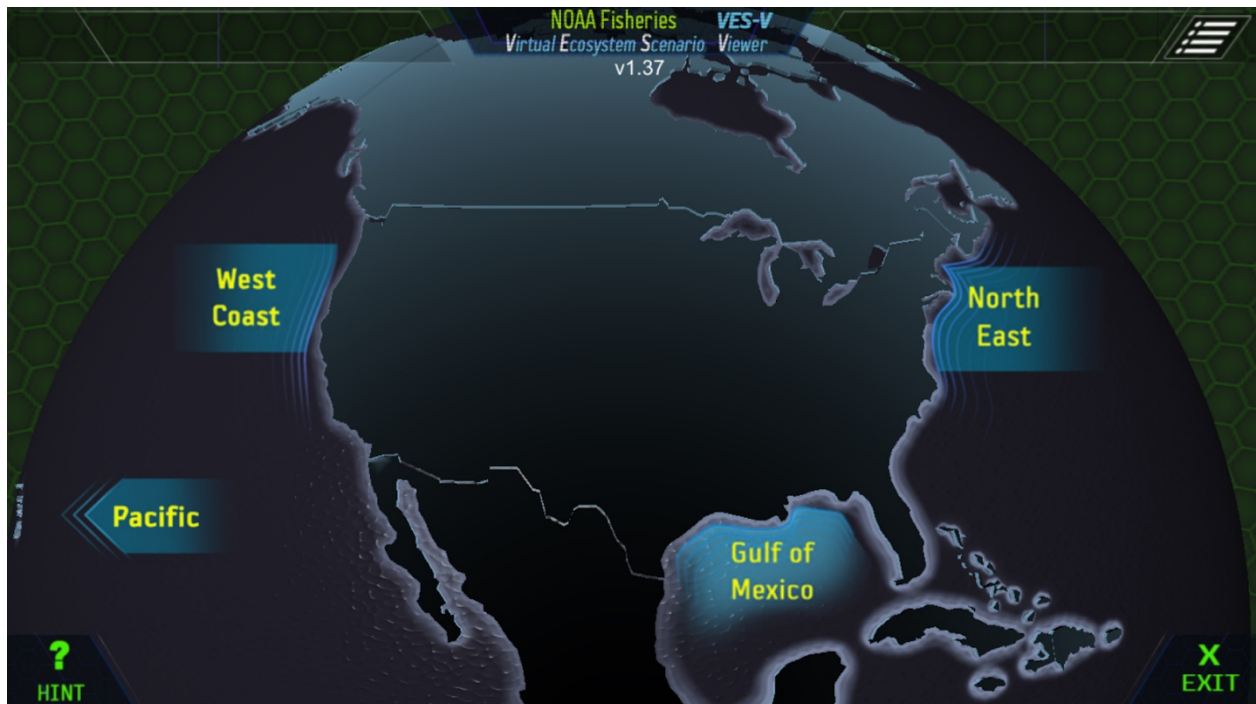 NOAA Fisheries VES-V
Virtual Ecosystem Scenario Viewer
v1.37
West
Coast
North
East
Pacific
Gulf of
Mexico
?
HINT
X
EXIT